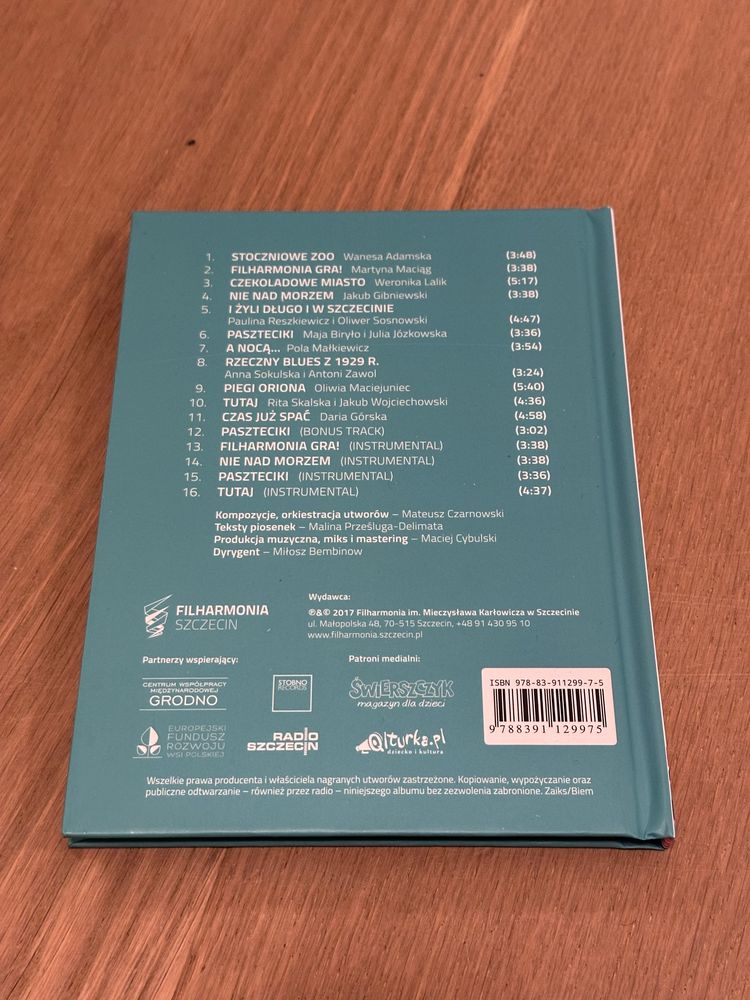 1. STOCZNIOWE ZOO Wanesa Adamska (3:48)
2. FILHARMONIA GRA! Martyna Maciąg (3:38)
3. CZEKOLADOWE MIASTO Weronika Lalik (5:17)
4. NIE NAD MORZEM Jakub Gibniewski (3:38)
5. I ŻYLI DŁUGO I W SZCZECINIE
Paulina Reszkiewicz i Oliwer Sosnowski (4:47)
6. PASZTECIKI Maja Biryło i Julia Józkowska (3:36)
7. A NOCĄ... Pola Małkiewicz (3:54)
8. RZECZNY BLUES Z 1929 R.
Anna Sokulska i Antoni Zawol (3:24)
9. PIEGI ORIONA Oliwia Maciejuniec (5:40)
10. TUTAJ Rita Skalska i Jakub Wojciechowski (4:36)
11. CZAS JUŻ SPAĆ Daria Górska (4:58)
12. PASZTECIKI (BONUS TRACK) (3:02)
13. FILHARMONIA GRA! (INSTRUMENTAL) (3:38)
14. NIE NAD MORZEM (INSTRUMENTAL) (3:38)
15. PASZTECIKI (INSTRUMENTAL) (3:36)
16. TUTAJ (INSTRUMENTAL) (4:37)
Kompozycje, orkiestracja utworów – Mateusz Czarnowski
Teksty piosenek – Malina Prześluga-Delimata
Produkcja muzyczna, miks i mastering – Maciej Cybulski
Dyrygent – Miłosz Bembinow
FILHARMONIA
SZCZECIN
Wydawca:
℗&© 2017 Filharmonia im. Mieczysława Karłowicza w Szczecinie
ul. Małopolska 48, 70-515 Szczecin, +48 91 430 95 10
www.filharmonia.szczecin.pl
Partnerzy wspierający:
CENTRUM WSPÓŁPRACY
MIĘDZYNARODOWEJ
GRODNO
STOBNO
RECORDS
EUROPEJSKI
FUNDUSZ
ROZWOJU
WSI POLSKIEJ
RADIO
SZCZECIN
Patroni medialni:
ŚWIERSZCZYK
magazyn dla dzieci
Qlturka.pl
dziecko i kultura
ISBN 978-83-911299-7-5
9 788391 129975
Wszelkie prawa producenta i właściciela nagranych utworów zastrzeżone. Kopiowanie, wypożyczanie oraz
publiczne odtwarzanie – również przez radio – niniejszego albumu bez zezwolenia zabronione. Zaiks/Biem